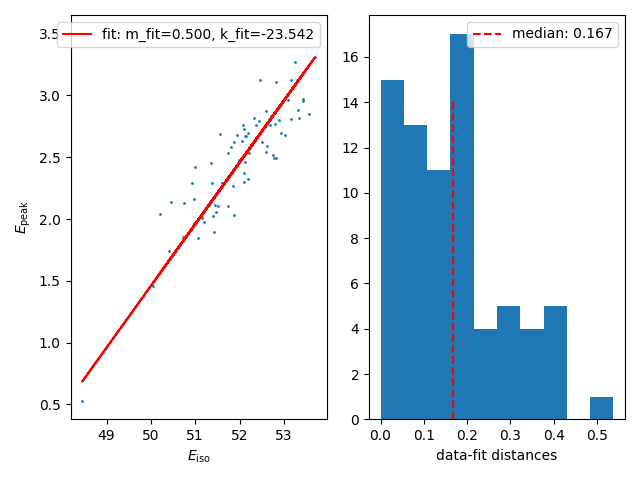 fit: m_fit=0.500, k_fit=-23.542
3.5
3.0
2.5
2.0
1.5
1.0
0.5
E_peak
49 50 51 52 53
E_iso
median: 0.167
16
14
12
10
8
6
4
2
0
0.0 0.1 0.2 0.3 0.4 0.5
data-fit distances